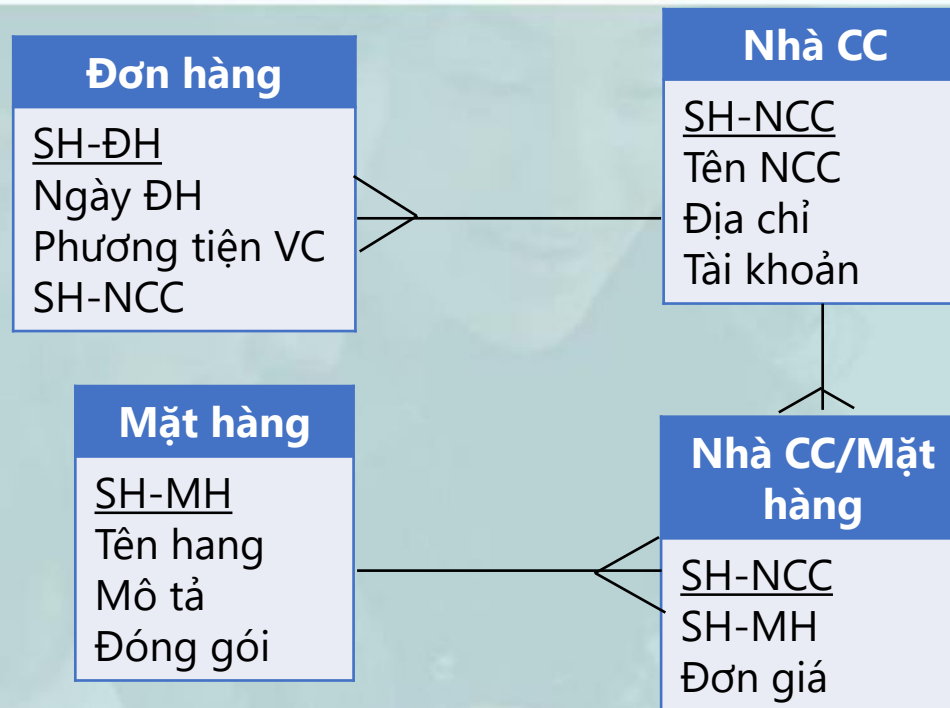 Đơn hàng
SH-ĐH
Ngày ĐH
Phương tiện VC
SH-NCC
Nhà CC
SH-NCC
Tên NCC
Địa chỉ
Tài khoản
Mặt hàng
SH-MH
Tên hang
Mô tả
Đóng gói
Nhà CC/Mặt
hàng
SH-NCC
SH-MH
Đơn giá